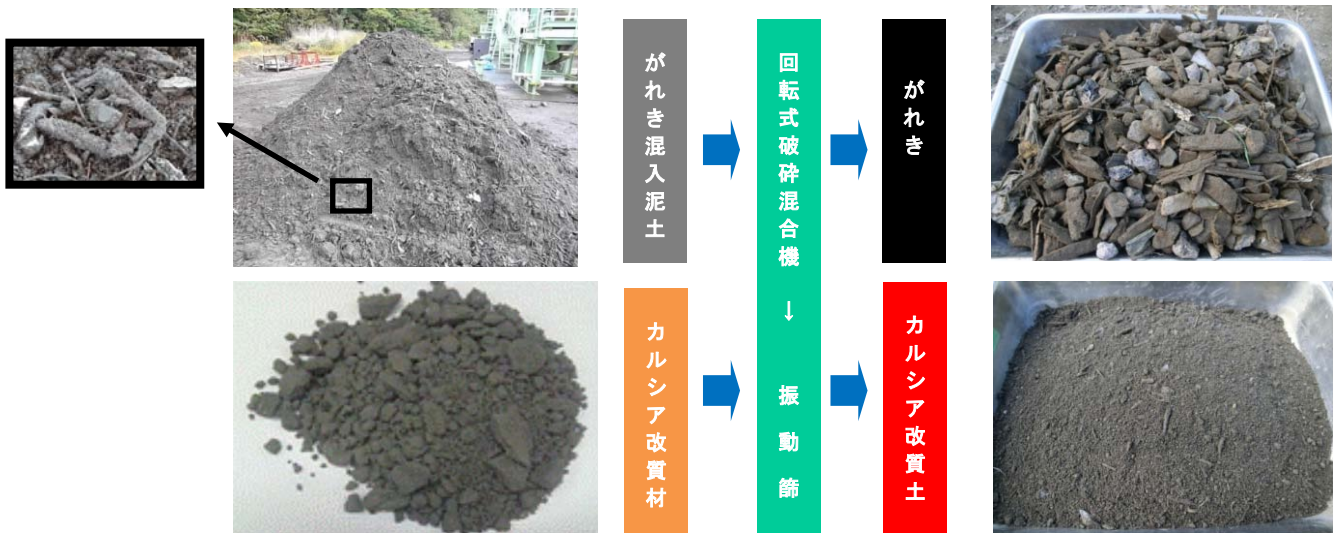 がれき混入泥土
回転式破砕混合機 → 振動篩
がれき
カルシア改質材
カルシア改質土